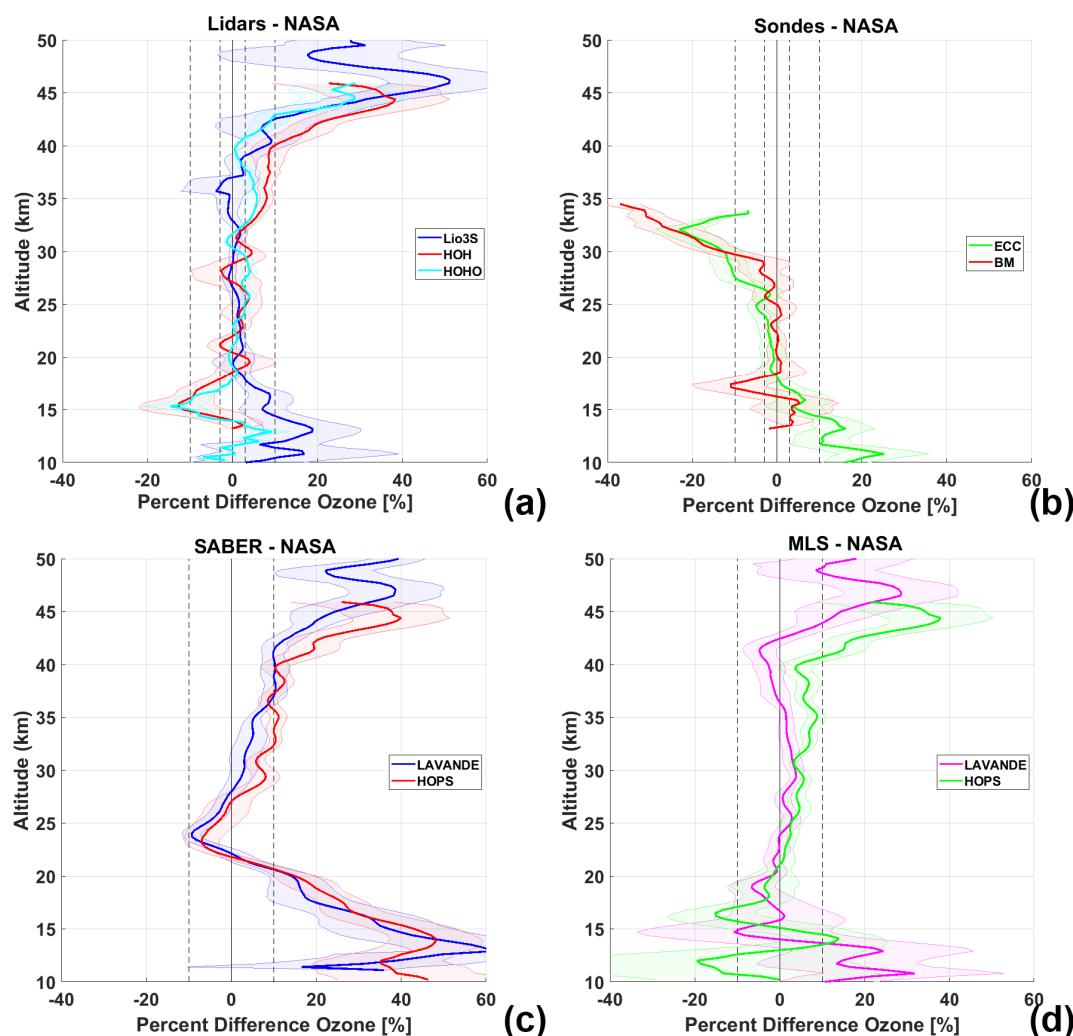 Lidars - NASA
50
45
40
35
30
25
20
15
10
Altitude (km)
Lio3S
HOH
HOHO
-40 -20 0 20 40 60
Percent Difference Ozone [%]
(a)
Sondes - NASA
50
45
40
35
30
25
20
15
10
Altitude (km)
ECC
BM
-40 -20 0 20 40 60
Percent Difference Ozone [%]
(b)
SABER - NASA
50
45
40
35
30
25
20
15
10
Altitude (km)
LAVANDE
HOPS
-40 -20 0 20 40 60
Percent Difference Ozone [%]
(c)
MLS - NASA
50
45
40
35
30
25
20
15
10
Altitude (km)
LAVANDE
HOPS
-40 -20 0 20 40 60
Percent Difference Ozone [%]
(d)